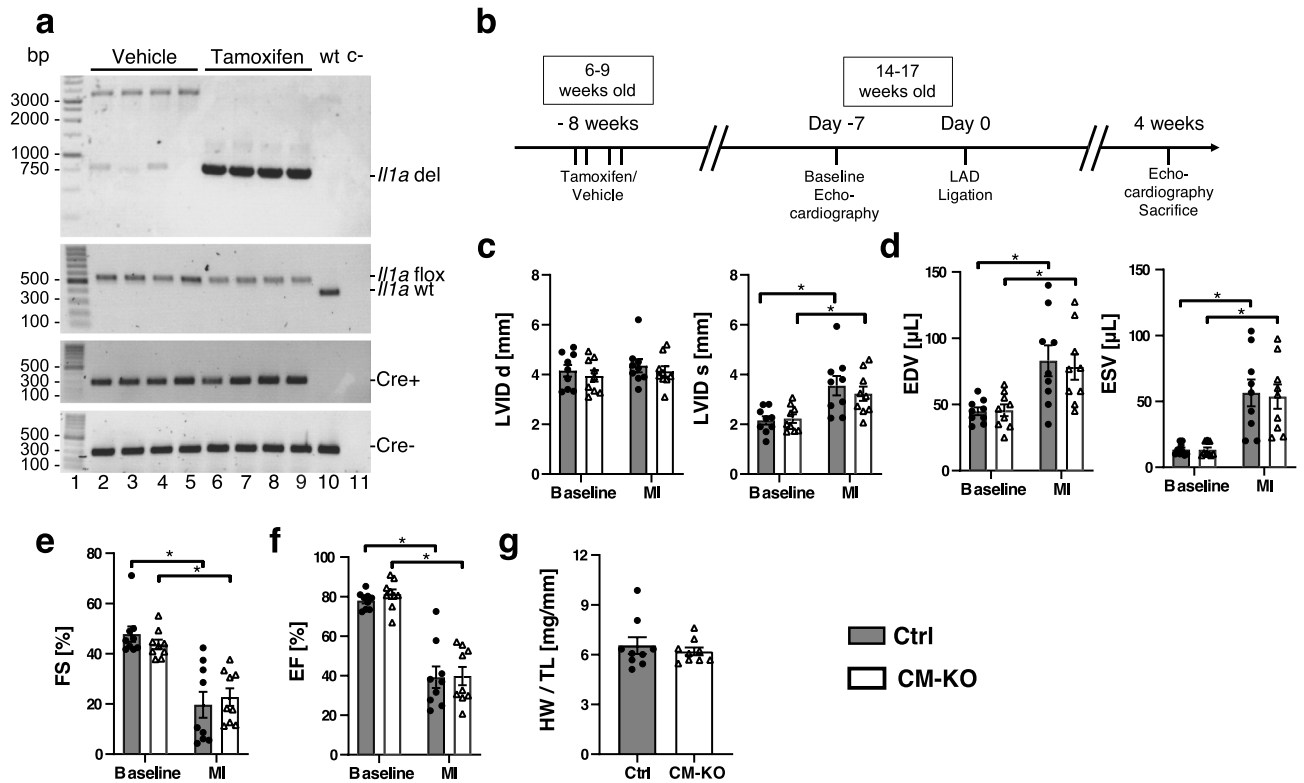 a
bp
Vehicle
Tamoxifen
wt
c-
3000
2000
1000
750
Il1a del
500
300
100
Il1a flox
Il1a wt
500
300
100
Cre+
500
300
100
Cre-
1 2 3 4 5 6 7 8 9 10 11
b
6-9
weeks old
14-17
weeks old
- 8 weeks
Day -7
Day 0
4 weeks
Tamoxifen/
Vehicle
Baseline
Echo-
cardiography
LAD
Ligation
Echo-
cardiography
Sacrifice
c
LVID d [mm]
8
6
4
2
0
Baseline
MI
LVID s [mm]
8
6
4
2
0
*
*
Baseline
MI
d
EDV [µL]
150
100
50
0
*
*
Baseline
MI
ESV [µL]
150
100
50
0
*
*
Baseline
MI
e
FS [%]
80
60
40
20
0
*
*
Baseline
MI
f
EF [%]
100
80
60
40
20
0
*
*
Baseline
MI
g
HW / TL [mg/mm]
12
9
6
3
0
Ctrl
CM-KO
Ctrl
CM-KO